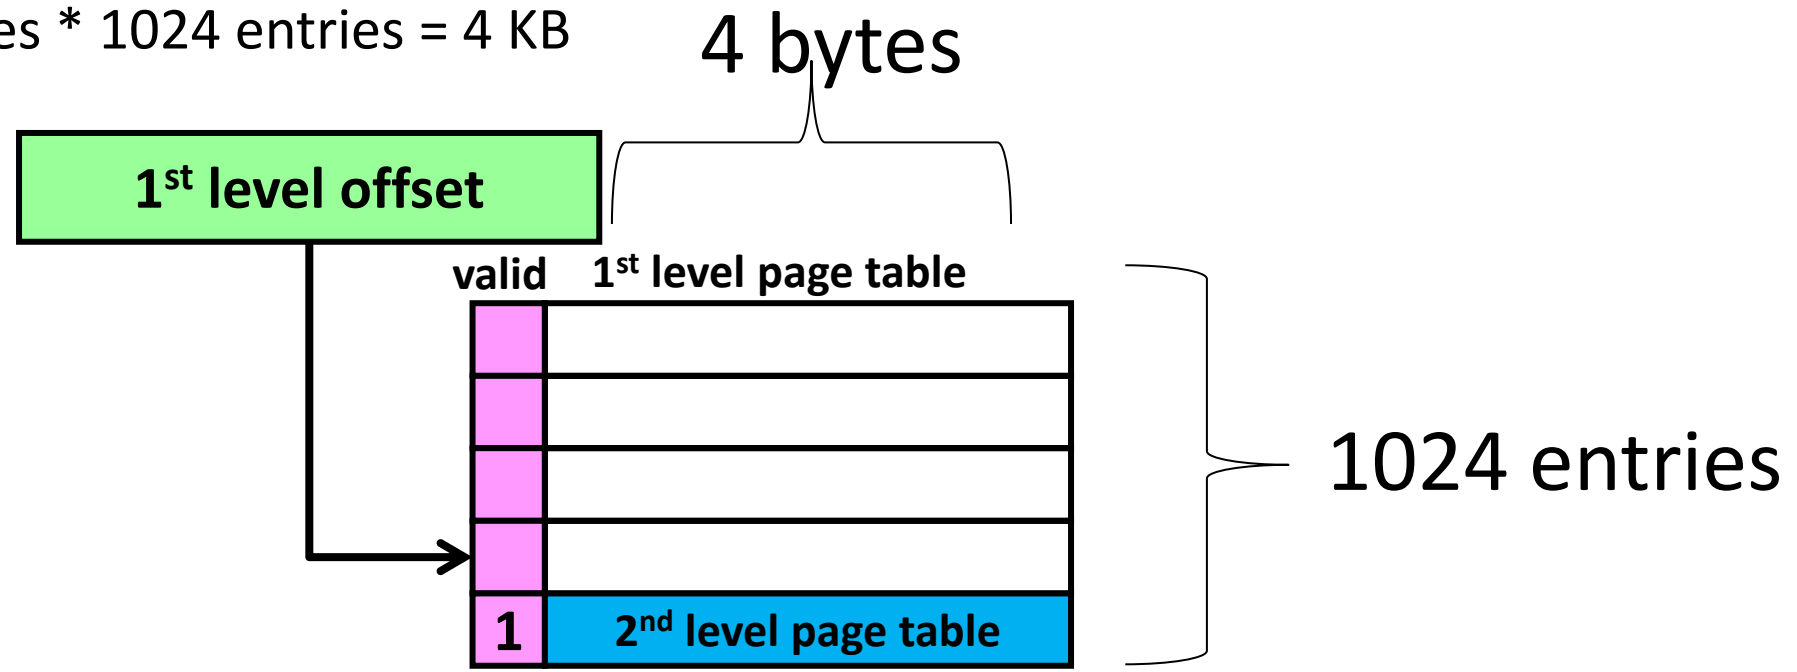 * 1024 entries = 4 KB
4 bytes
1st level offset
valid
1st level page table
1024 entries
1
2nd level page table